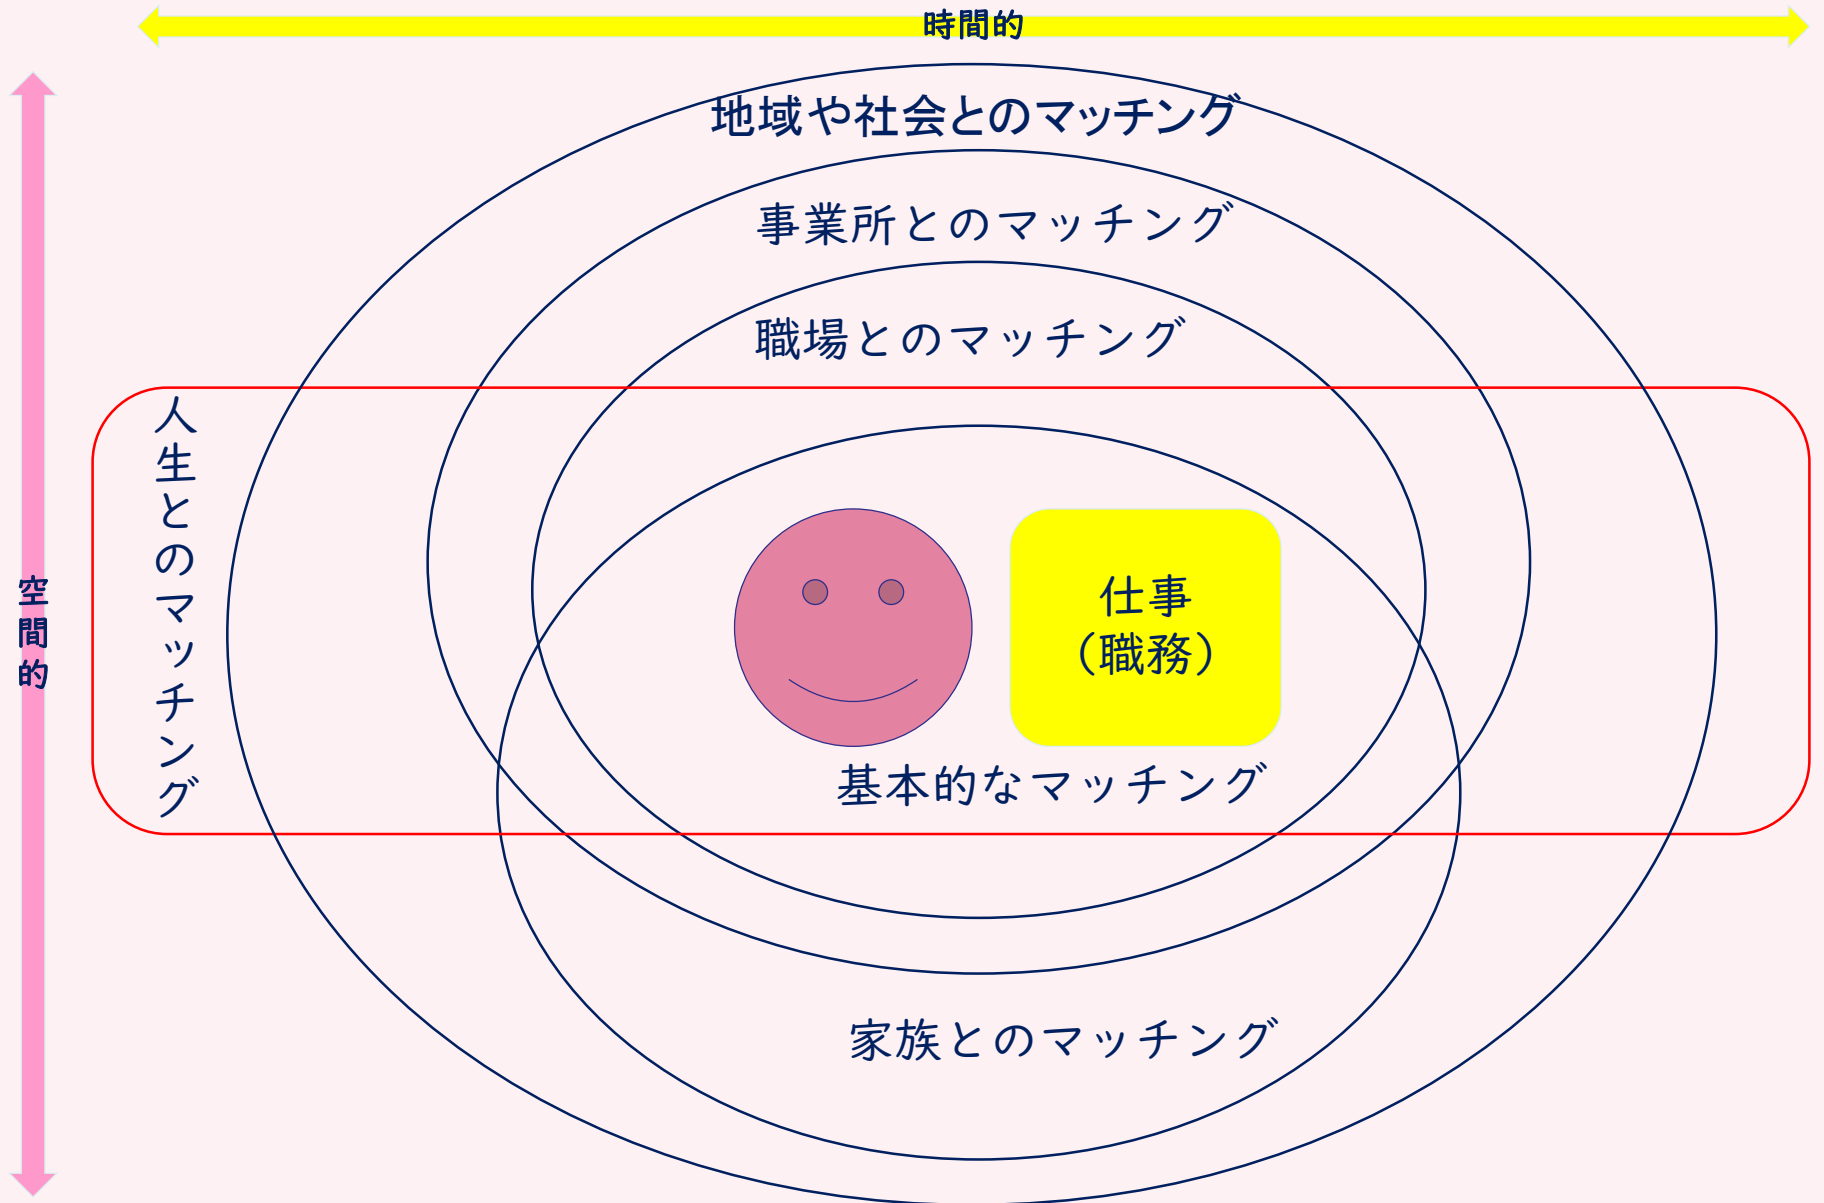 時間的
地域や社会とのマッチング
事業所とのマッチング
職場とのマッチング
人生とのマッチング
空間的
仕事
（職務）
基本的なマッチング
家族とのマッチング